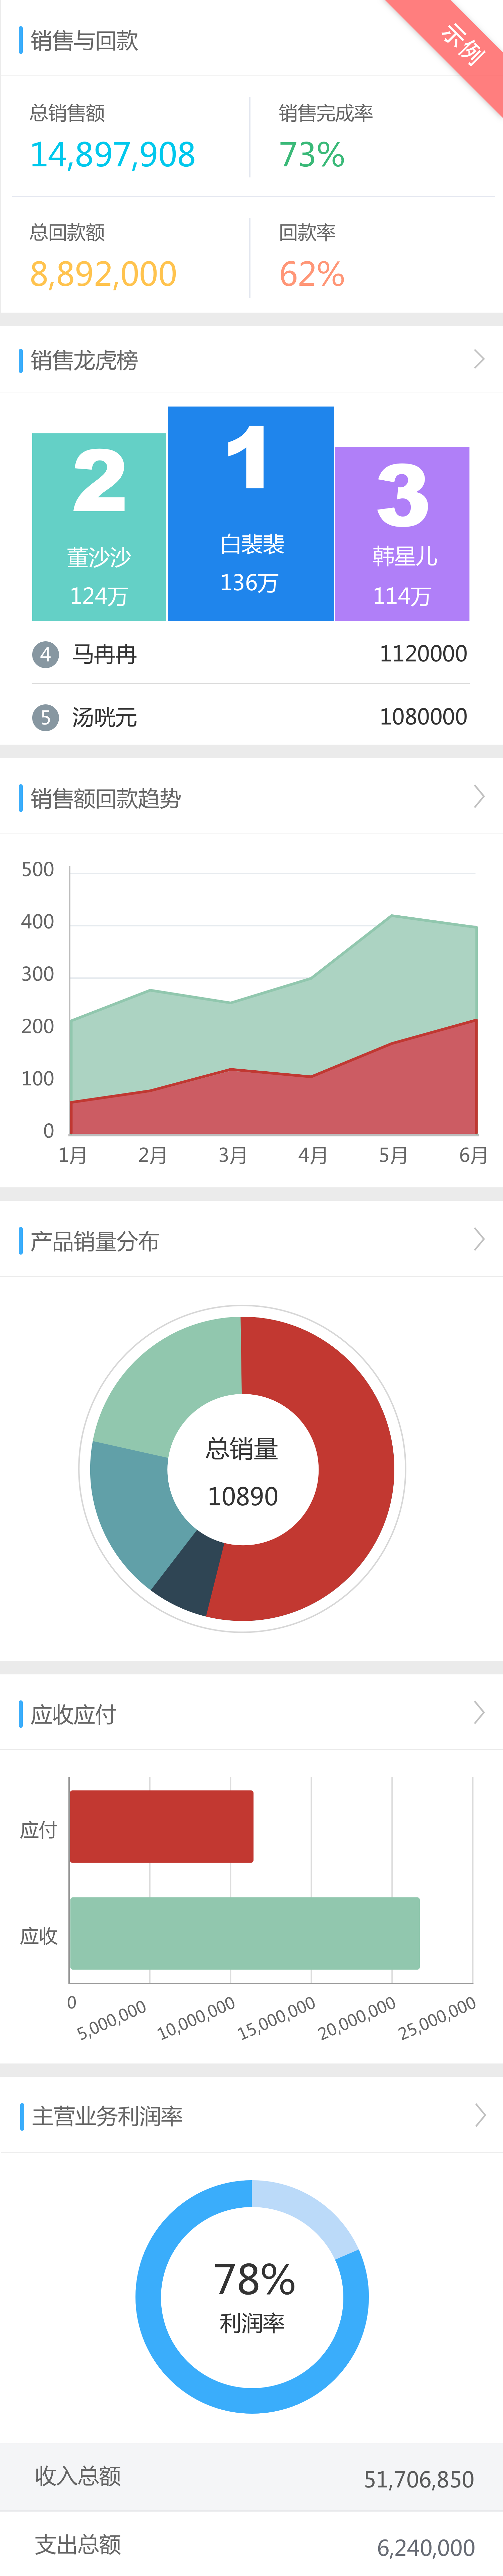 销售与回款
示例
总销售额
14,897,908
销售完成率
73%
总回款额
8,892,000
回款率
62%
销售龙虎榜
2
董沙沙
124万
1
白裴裴
136万
3
韩星儿
114万
4 马冉冉 1120000
5 汤咣元 1080000
销售额回款趋势
500
400
300
200
100
0
1月 2月 3月 4月 5月 6月
产品销量分布
总销量
10890
应收应付
应付
应收
0 5,000,000 10,000,000 15,000,000 20,000,000 25,000,000
主营业务利润率
78%
利润率
收入总额 51,706,850
支出总额 6,240,000